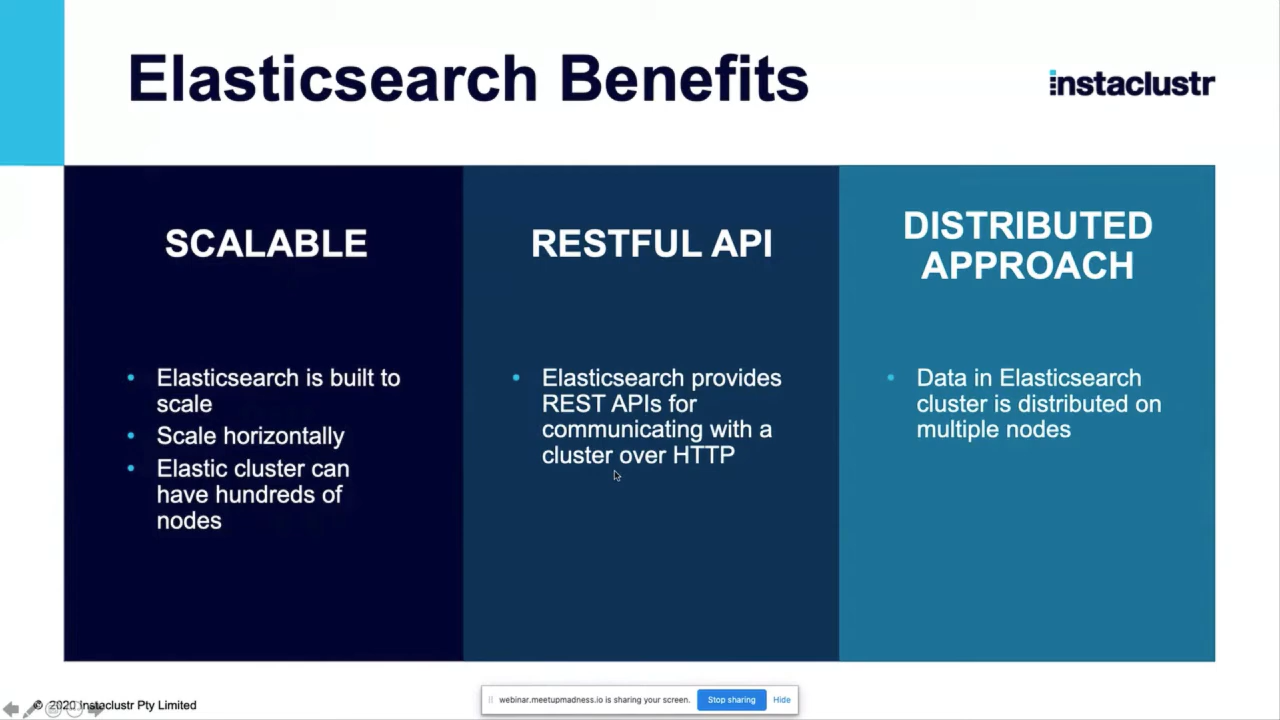 Elasticsearch Benefits
instaclustr
SCALABLE
Elasticsearch is built to
scale
Scale horizontally
Elastic cluster can
have hundreds of
nodes
RESTFUL API
Elasticsearch provides
REST APIs for
communicating with a
cluster over HTTP
DISTRIBUTED
APPROACH
Data in Elasticsearch
cluster is distributed on
multiple nodes
© 2020 Instaclustr Pty Limited
webinar.meetupmadness.io is sharing your screen.
Stop sharing
Hide